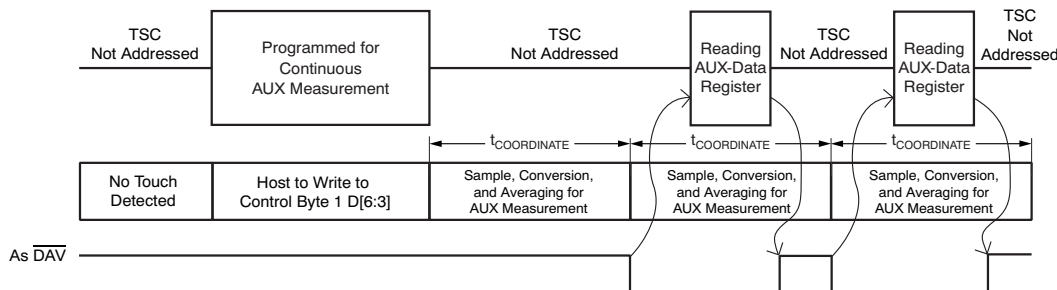 TSC
Not Addressed
Programmed for
Continuous
AUX Measurement
TSC
Not Addressed
Reading
AUX-Data
Register
TSC
Not Addressed
Reading
AUX-Data
Register
TSC
Not
Addressed
tCOORDINATE
tCOORDINATE
tCOORDINATE
No Touch
Detected
Host to Write to
Control Byte 1 D[6:3]
Sample, Conversion,
and Averaging for
AUX Measurement
Sample, Conversion,
and Averaging for
AUX Measurement
Sample, Conversion,
and Averaging for
AUX Measurement
As D̅A̅V̅